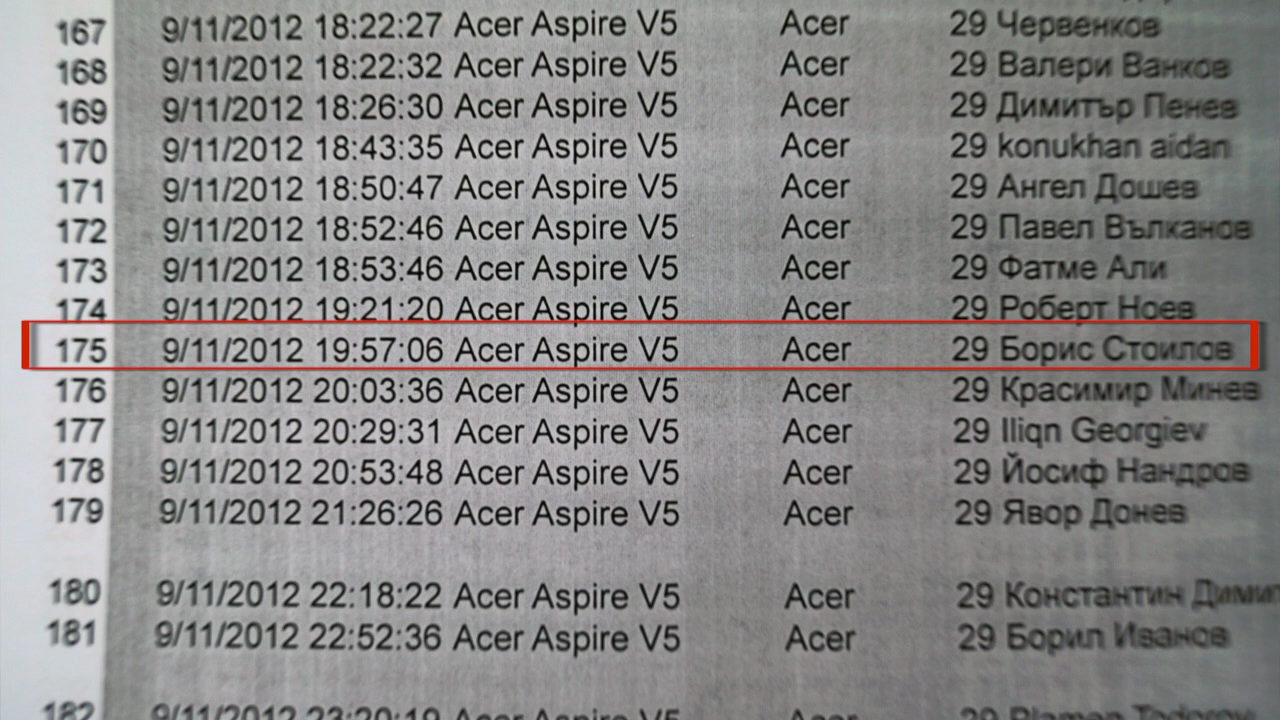 167 9/11/2012 18:22:27 Acer Aspire V5 Acer 29 Червенков
168 9/11/2012 18:22:32 Acer Aspire V5 Acer 29 Валери Ванков
169 9/11/2012 18:26:30 Acer Aspire V5 Acer 29 Димитър Пенев
170 9/11/2012 18:43:35 Acer Aspire V5 Acer 29 konukhan aidan
171 9/11/2012 18:50:47 Acer Aspire V5 Acer 29 Ангел Дошев
172 9/11/2012 18:52:46 Acer Aspire V5 Acer 29 Павел Вълканов
173 9/11/2012 18:53:46 Acer Aspire V5 Acer 29 Фатме Али
174 9/11/2012 19:21:20 Acer Aspire V5 Acer 29 Роберт Ноев
175 9/11/2012 19:57:06 Acer Aspire V5 Acer 29 Борис Стоилов
176 9/11/2012 20:03:36 Acer Aspire V5 Acer 29 Красимир Минев
177 9/11/2012 20:29:31 Acer Aspire V5 Acer 29 Iliqn Georgiev
178 9/11/2012 20:53:48 Acer Aspire V5 Acer 29 Йосиф Нандров
179 9/11/2012 21:26:26 Acer Aspire V5 Acer 29 Явор Донев
180 9/11/2012 22:18:22 Acer Aspire V5 Acer 29 Константин
181 9/11/2012 22:52:36 Acer Aspire V5 Acer 29 Борил Иванов
182 9/11/2012 Acer Aspire V5 Acer 29